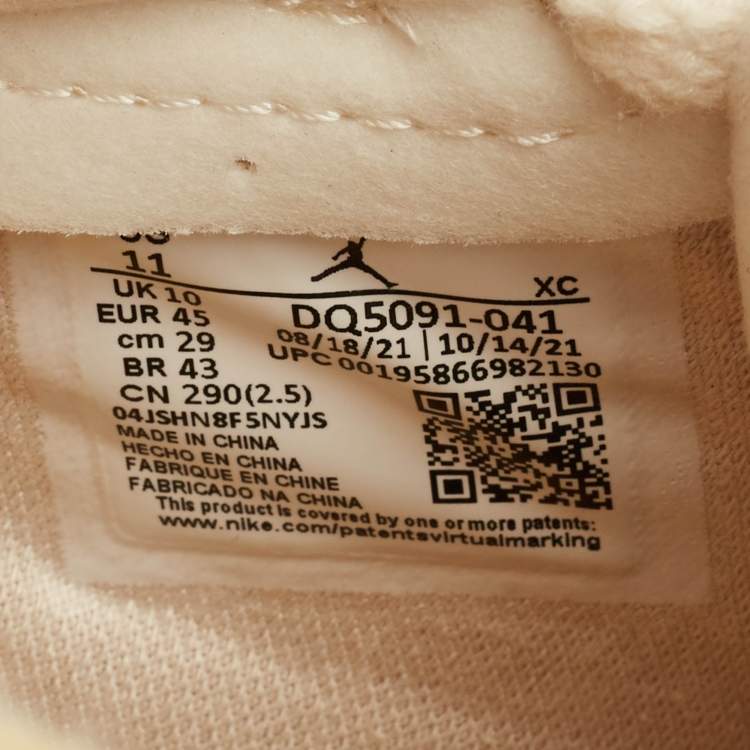 11
XC
UK 10
EUR 45
cm 29
BR 43
CN 290(2.5)
DQ5091-041
08/18/21 | 10/14/21
UPC 00195866982130
04JSHN8F5NYJS
MADE IN CHINA
HECHO EN CHINA
FABRIQUE EN CHINE
FABRICADO NA CHINA
This product is covered by one or more patents:
www.nike.com/patentsvirtualmarking